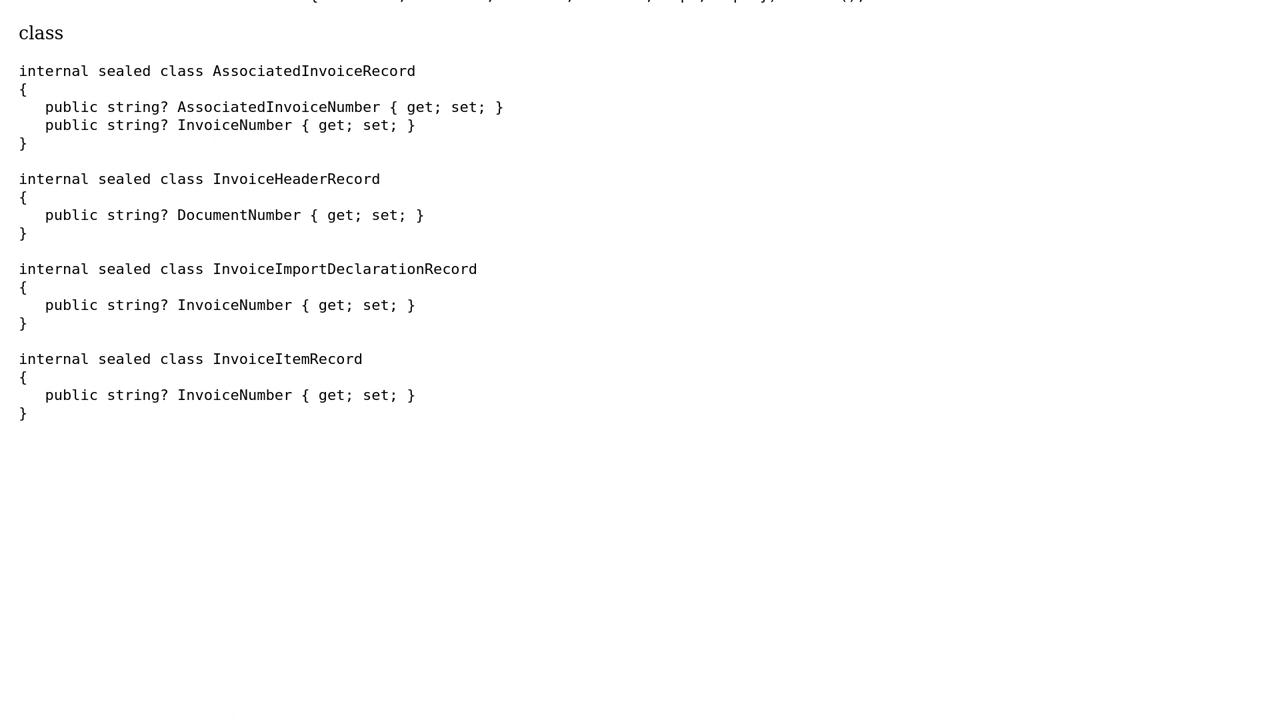 class
internal sealed class AssociatedInvoiceRecord
{
   public string? AssociatedInvoiceNumber { get; set; }
   public string? InvoiceNumber { get; set; }
}
internal sealed class InvoiceHeaderRecord
{
   public string? DocumentNumber { get; set; }
}
internal sealed class InvoiceImportDeclarationRecord
{
   public string? InvoiceNumber { get; set; }
}
internal sealed class InvoiceItemRecord
{
   public string? InvoiceNumber { get; set; }
}